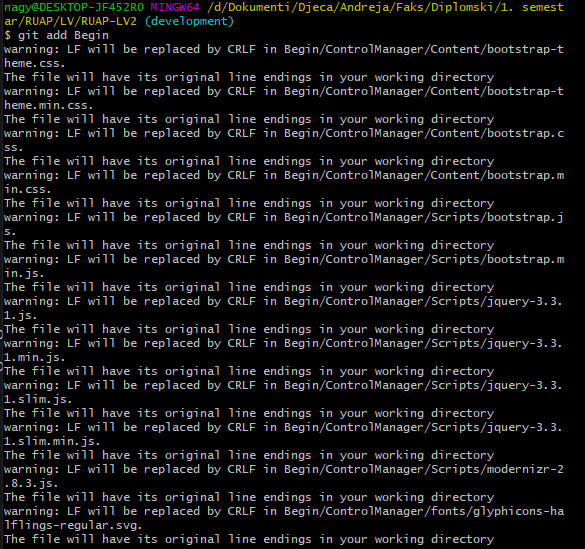 nagy@DESKTOP-JF452RO MINGW64 /d/Dokumenti/Djeca/Andreja/Faks/Diplomski/1. semest
ar/RUAP/LV/RUAP-LV2 (development)
$ git add Begin
warning: LF will be replaced by CRLF in Begin/ControlManager/Content/bootstrap-t
heme.css.
The file will have its original line endings in your working directory
warning: LF will be replaced by CRLF in Begin/ControlManager/Content/bootstrap-t
heme.min.css.
The file will have its original line endings in your working directory
warning: LF will be replaced by CRLF in Begin/ControlManager/Content/bootstrap.c
ss.
The file will have its original line endings in your working directory
warning: LF will be replaced by CRLF in Begin/ControlManager/Content/bootstrap.m
in.css.
The file will have its original line endings in your working directory
warning: LF will be replaced by CRLF in Begin/ControlManager/Scripts/bootstrap.j
s.
The file will have its original line endings in your working directory
warning: LF will be replaced by CRLF in Begin/ControlManager/Scripts/bootstrap.m
in.js.
The file will have its original line endings in your working directory
warning: LF will be replaced by CRLF in Begin/ControlManager/Scripts/jquery-3.3.
1.js.
The file will have its original line endings in your working directory
warning: LF will be replaced by CRLF in Begin/ControlManager/Scripts/jquery-3.3.
1.min.js.
The file will have its original line endings in your working directory
warning: LF will be replaced by CRLF in Begin/ControlManager/Scripts/jquery-3.3.
1.slim.js.
The file will have its original line endings in your working directory
warning: LF will be replaced by CRLF in Begin/ControlManager/Scripts/jquery-3.3.
1.slim.min.js.
The file will have its original line endings in your working directory
warning: LF will be replaced by CRLF in Begin/ControlManager/Scripts/modernizr-2
.8.3.js.
The file will have its original line endings in your working directory
warning: LF will be replaced by CRLF in Begin/ControlManager/fonts/glyphicons-ha
lflings-regular.svg.
The file will have its original line endings in your working directory